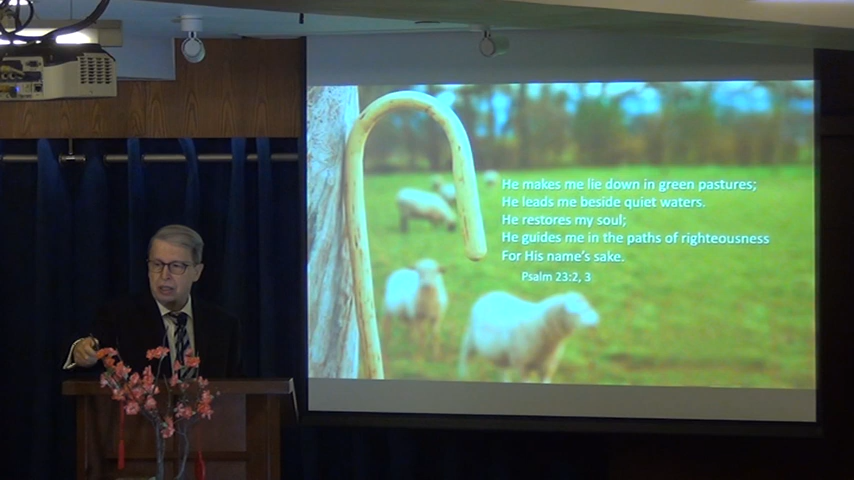 He makes me lie down in green pastures;
He leads me beside quiet waters.
He restores my soul;
He guides me in the paths of righteousness
For His name's sake.
Psalm 23:2, 3